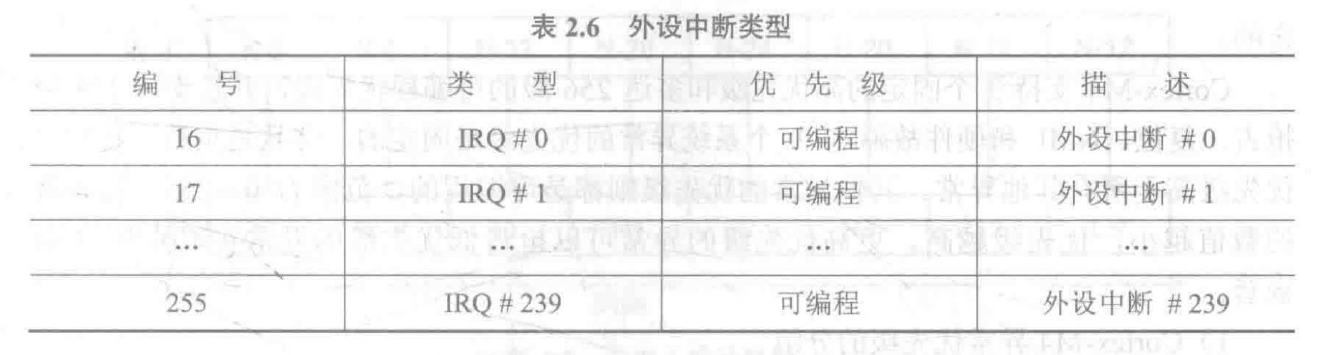 表 2.6 外设中断类型
编 号 类 型 优 先 级 描 述
16 IRQ # 0 可编程 外设中断 # 0
17 IRQ # 1 可编程 外设中断 # 1
… … … …
255 IRQ # 239 可编程 外设中断 # 239